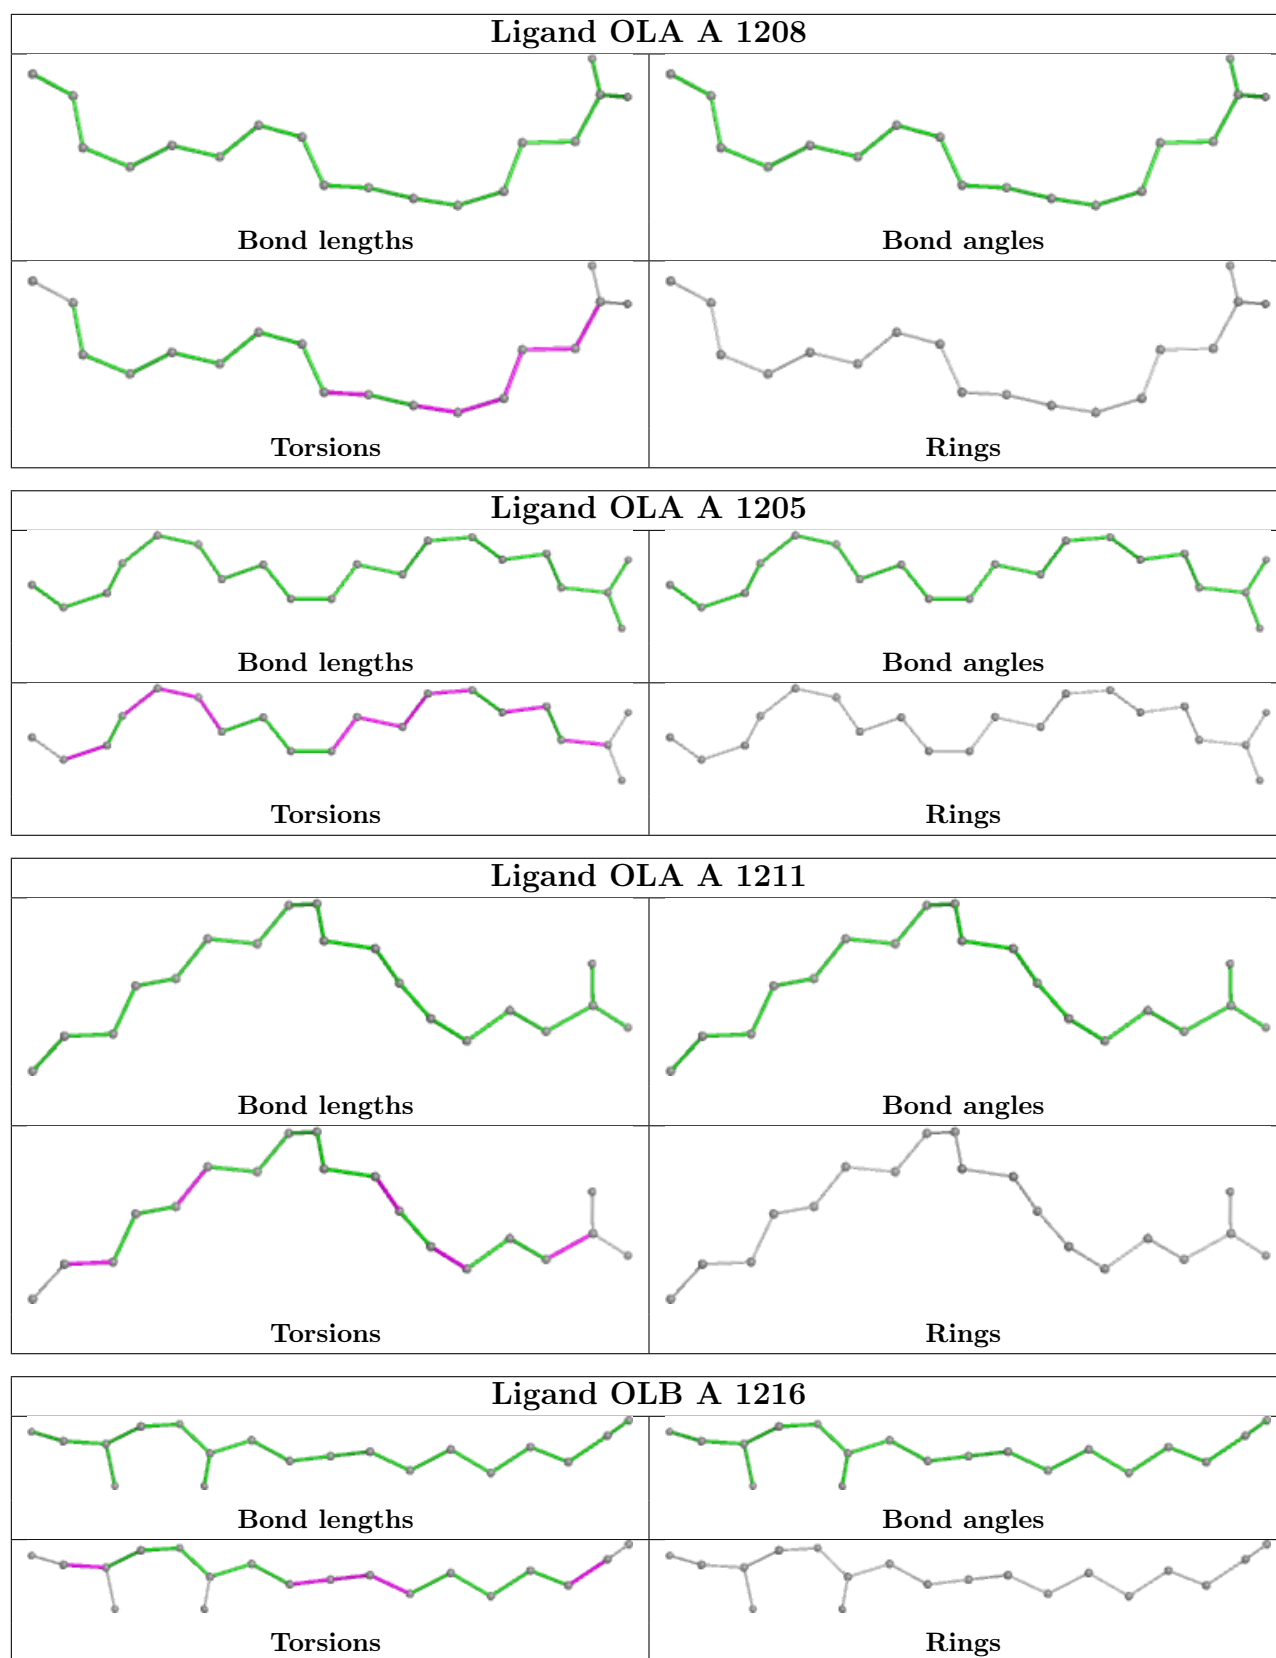 Ligand OLA A 1208
Bond lengths
Bond angles
Torsions
Rings
Ligand OLA A 1205
Bond lengths
Bond angles
Torsions
Rings
Ligand OLA A 1211
Bond lengths
Bond angles
Torsions
Rings
Ligand OLB A 1216
Bond lengths
Bond angles
Torsions
Rings